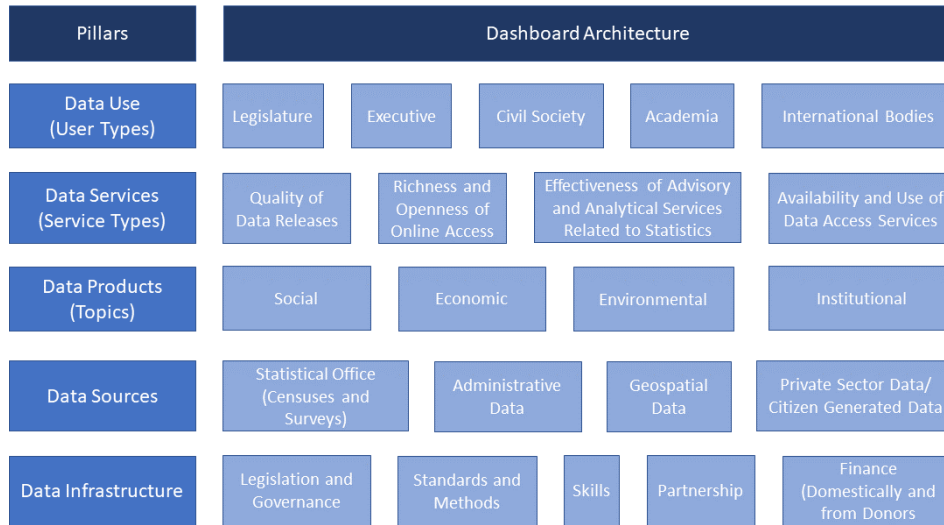 Pillars
Dashboard Architecture
Data Use
(User Types)
Legislature
Executive
Civil Society
Academia
International Bodies
Data Services
(Service Types)
Quality of
Data Releases
Richness and
Openness of
Online Access
Effectiveness of Advisory
and Analytical Services
Related to Statistics
Availability and Use of
Data Access Services
Data Products
(Topics)
Social
Economic
Environmental
Institutional
Data Sources
Statistical Office
(Censuses and
Surveys)
Administrative
Data
Geospatial
Data
Private Sector Data/
Citizen Generated Data
Data Infrastructure
Legislation and
Governance
Standards and
Methods
Skills
Partnership
Finance
(Domestically and
from Donors